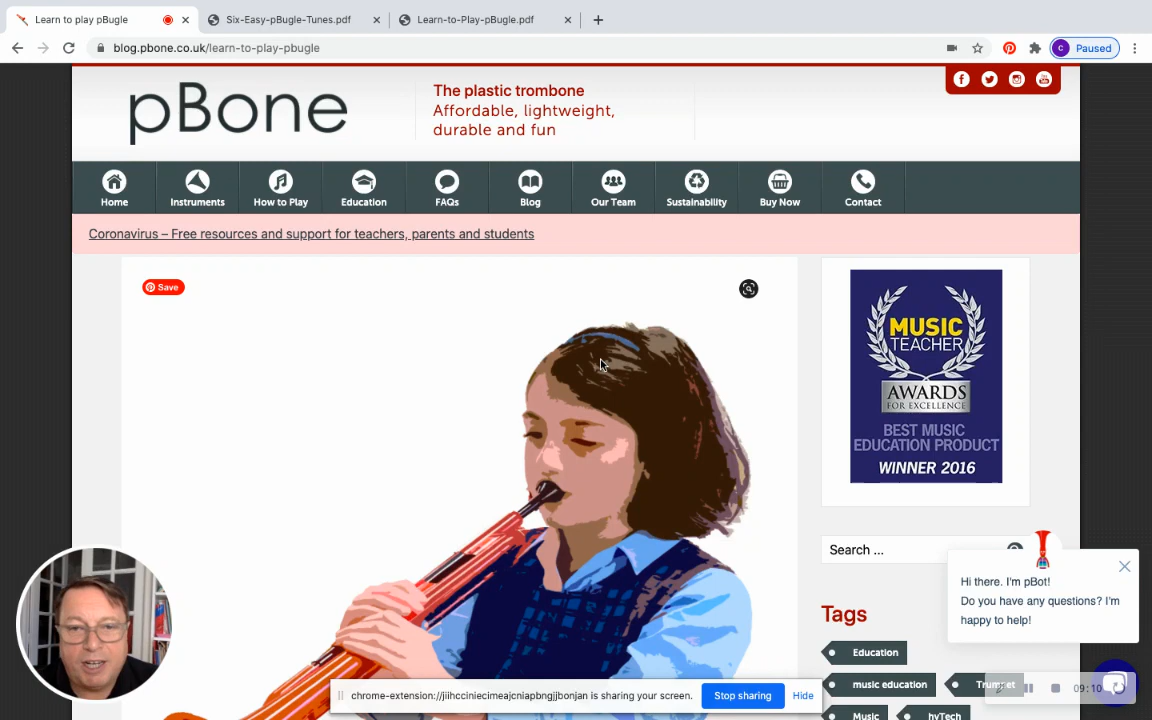 Learn to play pBugle
Six-Easy-pBugle-Tunes.pdf
Learn-to-Play-pBugle.pdf
blog.pbone.co.uk/learn-to-play-pbugle
C
Paused
pBone
The plastic trombone
Affordable, lightweight,
durable and fun
Home
Instruments
How to Play
Education
FAQs
Blog
Our Team
Sustainability
Buy Now
Contact
Coronavirus – Free resources and support for teachers, parents and students
Save
MUSIC
TEACHER
AWARDS
FOR EXCELLENCE
BEST MUSIC
EDUCATION PRODUCT
WINNER 2016
Search ...
Hi there. I'm pBot!
Do you have any questions? I'm
happy to help!
Tags
Education
music education
Trumpet
Music
hyTech
09:10
chrome-extension://jiihcciniecimeajcniapbngjjbonjan is sharing your screen.
Stop sharing
Hide